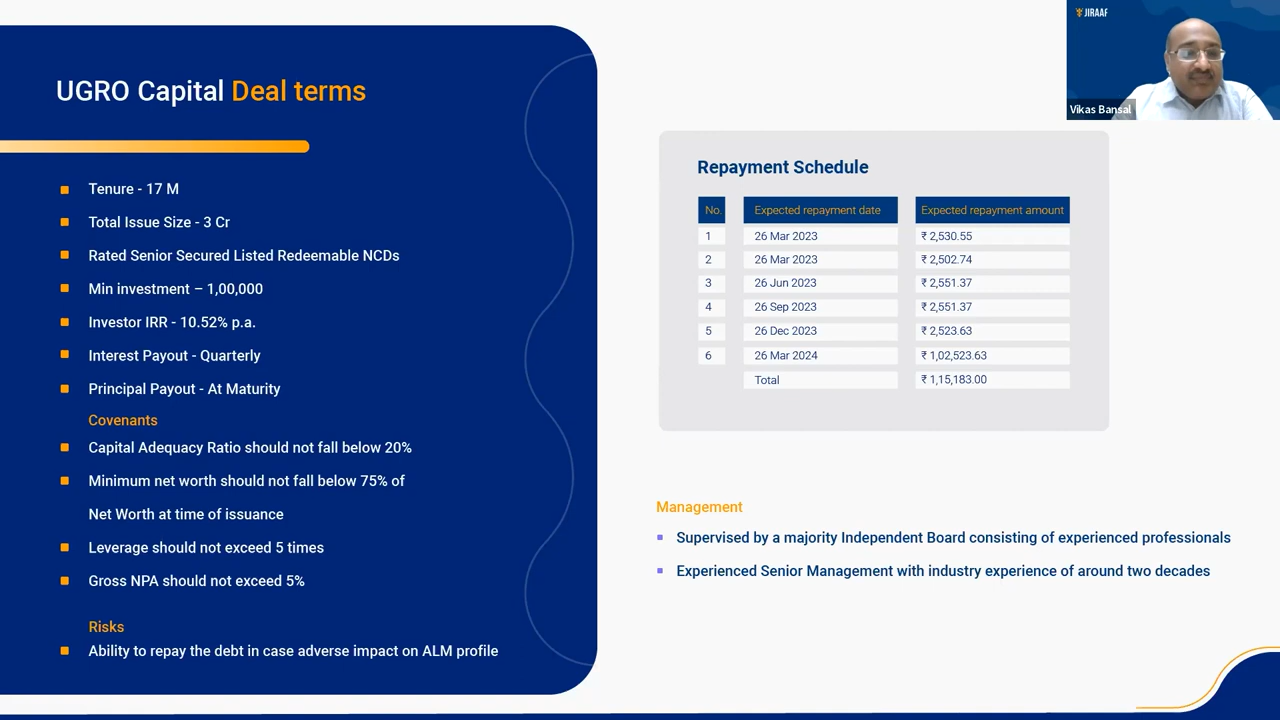 UGRO Capital Deal terms
Tenure - 17 M
Total Issue Size - 3 Cr
Rated Senior Secured Listed Redeemable NCDs
Min investment – 1,00,000
Investor IRR - 10.52% p.a.
Interest Payout - Quarterly
Principal Payout - At Maturity
Covenants
Capital Adequacy Ratio should not fall below 20%
Minimum net worth should not fall below 75% of
Net Worth at time of issuance
Leverage should not exceed 5 times
Gross NPA should not exceed 5%
Risks
Ability to repay the debt in case adverse impact on ALM profile
JIRAAF
Vikas Bansal
Repayment Schedule
No. Expected repayment date Expected repayment amount
1 26 Mar 2023 ₹ 2,530.55
2 26 Mar 2023 ₹ 2,502.74
3 26 Jun 2023 ₹ 2,551.37
4 26 Sep 2023 ₹ 2,551.37
5 26 Dec 2023 ₹ 2,523.63
6 26 Mar 2024 ₹ 1,02,523.63
Total ₹ 1,15,183.00
Management
Supervised by a majority Independent Board consisting of experienced professionals
Experienced Senior Management with industry experience of around two decades